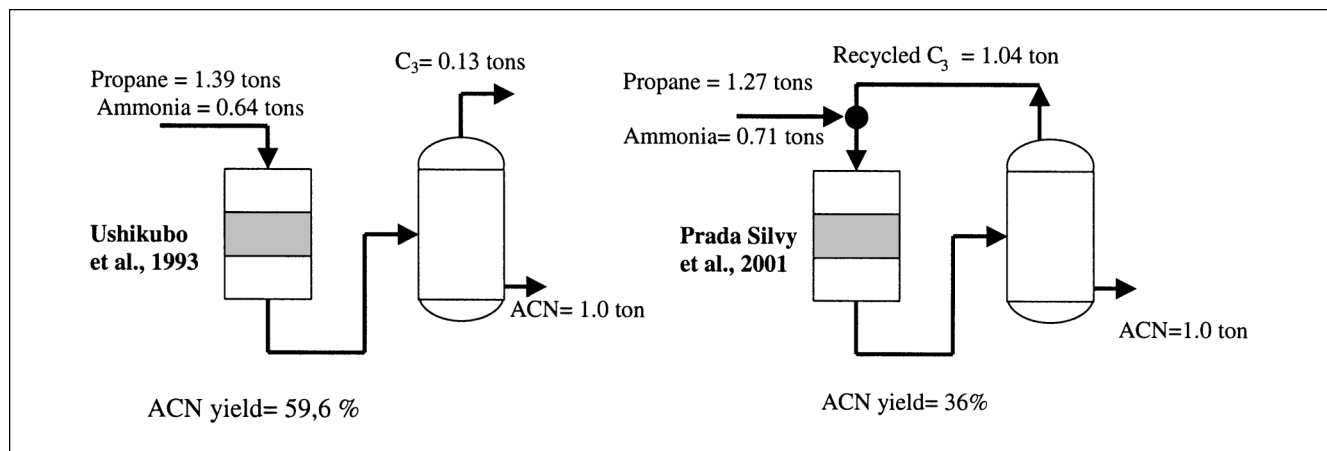 Propane = 1.39 tons
Ammonia = 0.64 tons
C3= 0.13 tons
Ushikubo
et al., 1993
ACN= 1.0 ton
ACN yield= 59,6 %
Recycled C3 = 1.04 ton
Propane = 1.27 tons
Ammonia= 0.71 tons
Prada Silvy
et al., 2001
ACN=1.0 ton
ACN yield= 36%